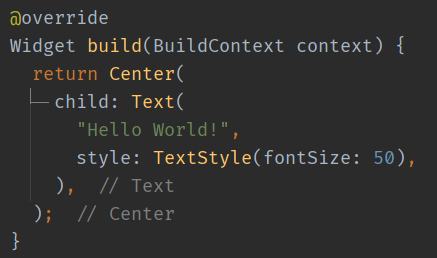 @override
Widget build(BuildContext context) {
  return Center(
    child: Text(
      "Hello World!",
      style: TextStyle(fontSize: 50),
    ),  // Text
  );  // Center
}